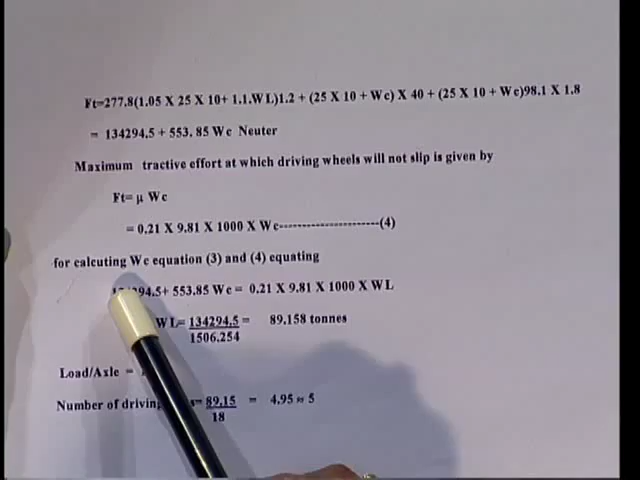 Ft=277.8(1.05 X 25 X 10+ 1.1.WL)1.2 + (25 X 10 + Wc) X 40 + (25 X 10 + Wc)98.1 X 1.8
= 134294.5 + 553. 85 Wc Neuter
Maximum tractive effort at which driving wheels will not slip is given by
Ft= μ Wc
= 0.21 X 9.81 X 1000 X Wc----------------------(4)
for calcuting Wc equation (3) and (4) equating
94.5+ 553.85 Wc = 0.21 X 9.81 X 1000 X WL
WL= 134294.5 = 89.158 tonnes
1506.254
Load/Axle =
Number of driving = 89.15 = 4.95 ≈ 5
18